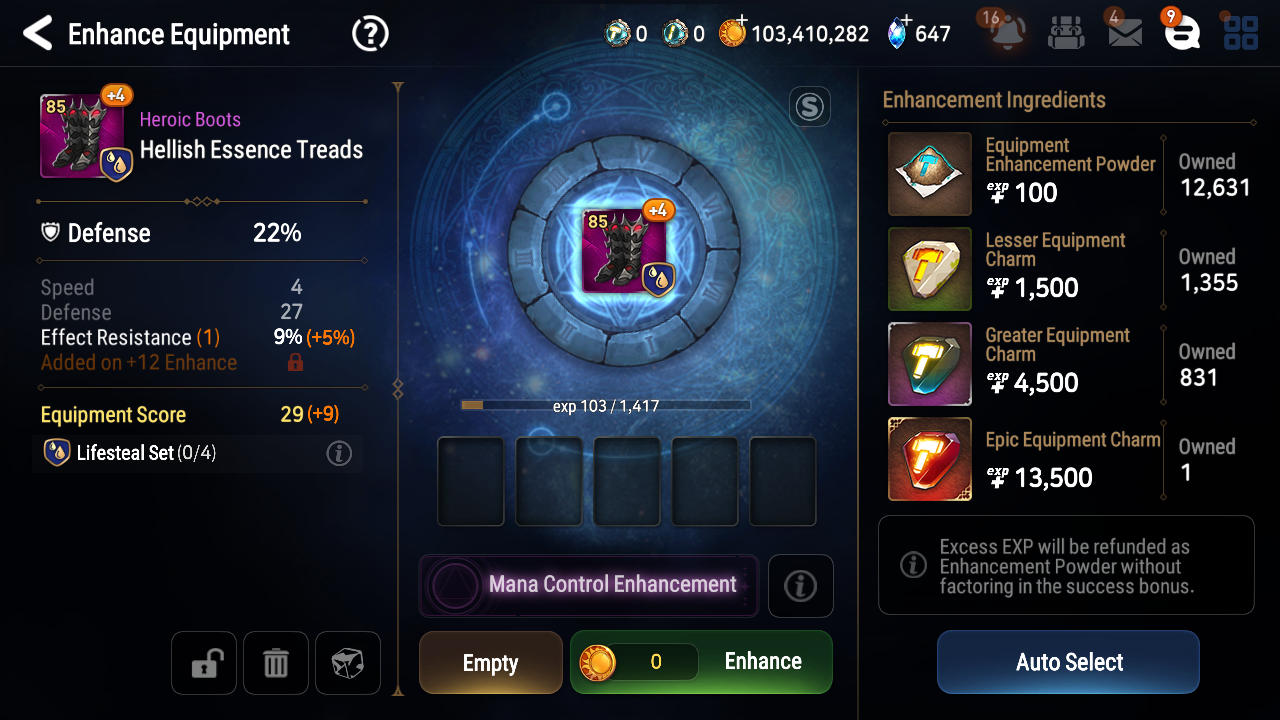 Enhance Equipment
?
0
0
103,410,282
647
16
4
9
85
+4
Heroic Boots
Hellish Essence Treads
Defense 22%
Speed 4
Defense 27
Effect Resistance (1) 9% (+5%)
Added on +12 Enhance
Equipment Score 29 (+9)
Lifesteal Set (0/4)
i
S
85
+4
exp 103 / 1,417
Mana Control Enhancement
i
Empty
0
Enhance
Enhancement Ingredients
Equipment
Enhancement Powder
exp + 100
Owned
12,631
Lesser Equipment
Charm
exp + 1,500
Owned
1,355
Greater Equipment
Charm
exp + 4,500
Owned
831
Epic Equipment Charm
exp + 13,500
Owned
1
i
Excess EXP will be refunded as
Enhancement Powder without
factoring in the success bonus.
Auto Select